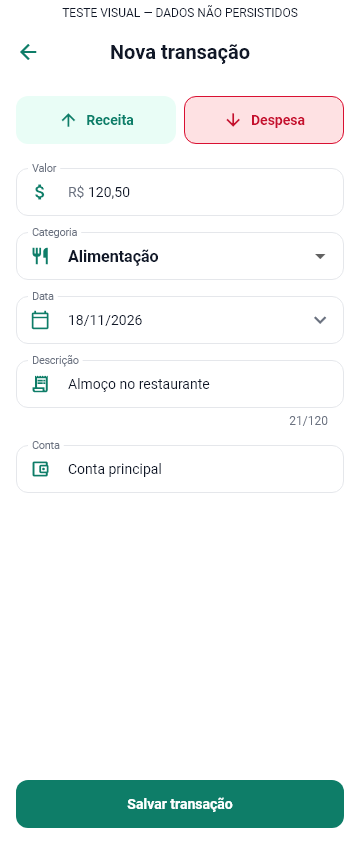 TESTE VISUAL — DADOS NÃO PERSISTIDOS
Nova transação
Receita
Despesa
Valor
R$ 120,50
Categoria
Alimentação
Data
18/11/2026
Descrição
Almoço no restaurante
21/120
Conta
Conta principal
Salvar transação